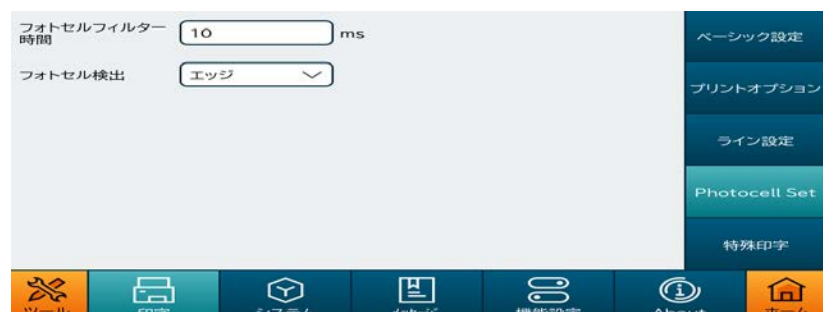 フォトセルフィルター
時間
10
ms
フォトセル検出
エッジ
ベーシック設定
プリントオプション
ライン設定
Photocell Set
特殊印字